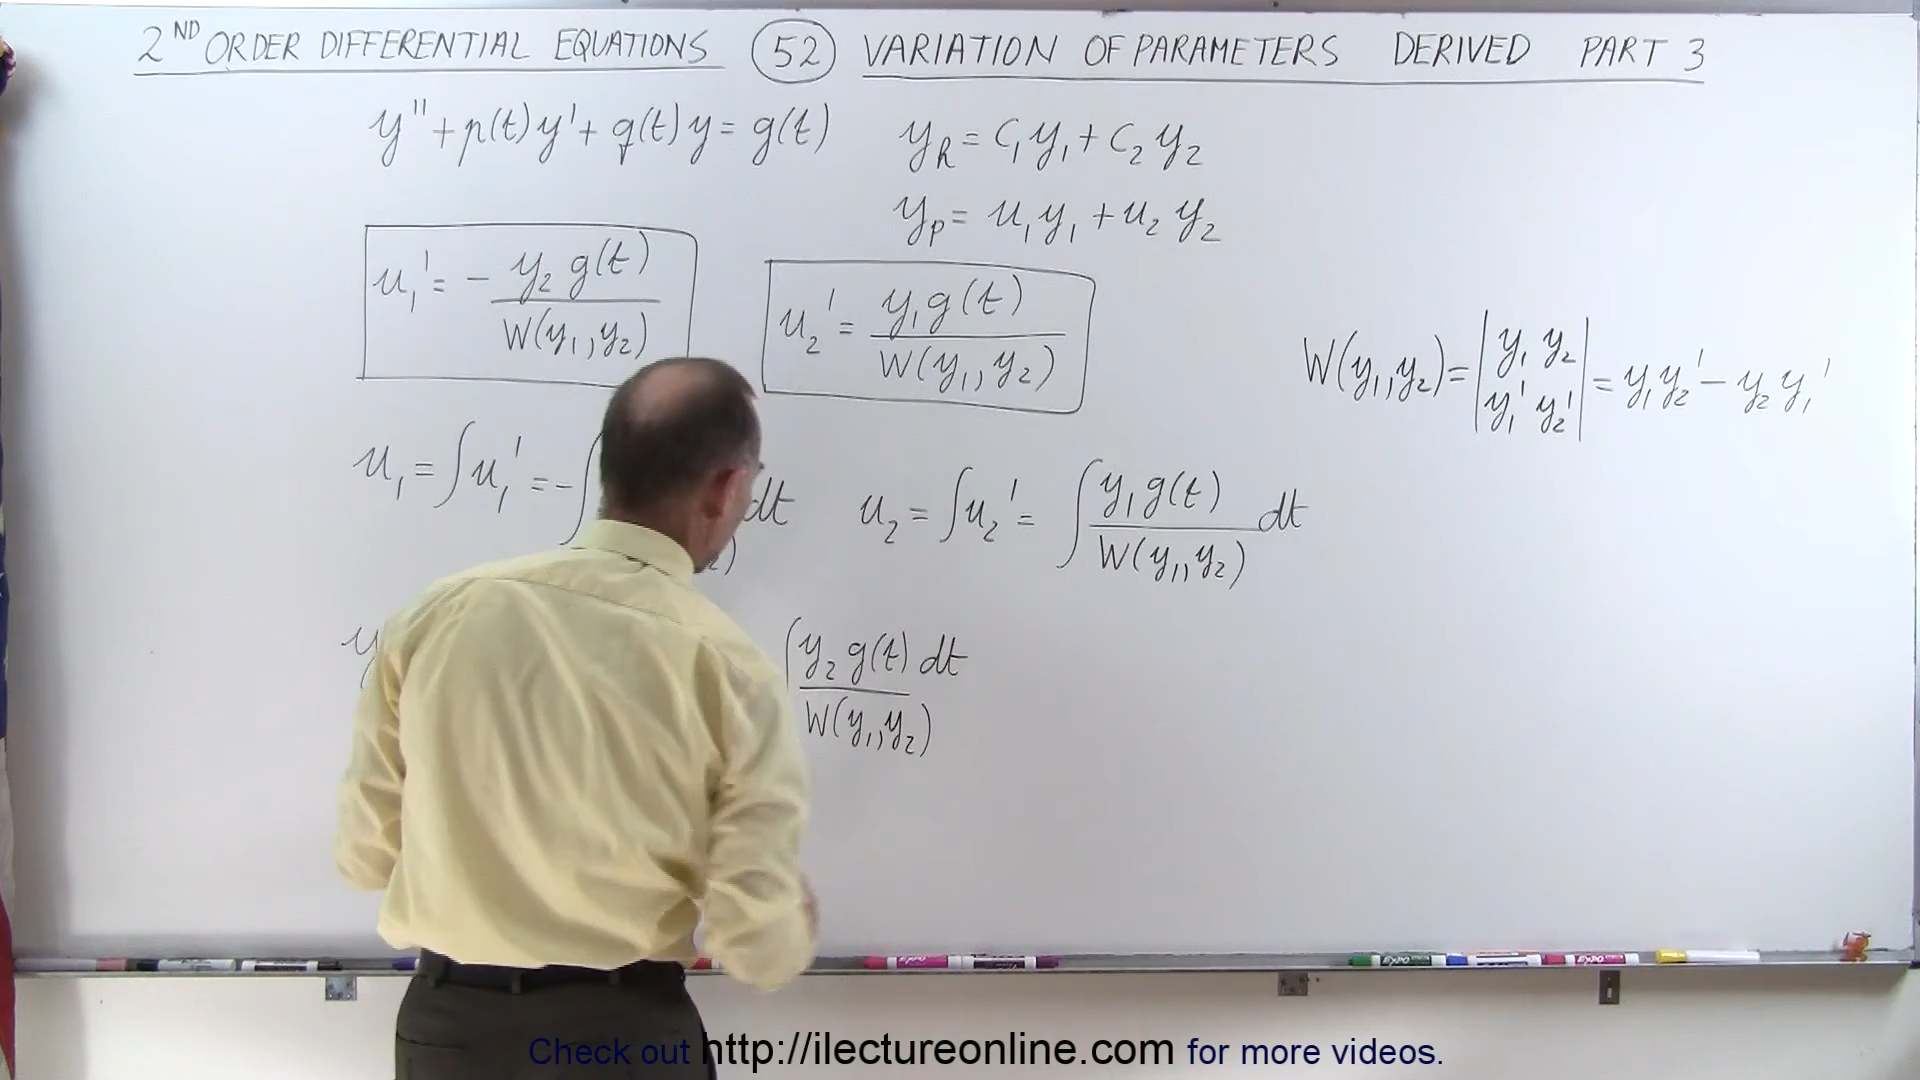 2ND ORDER DIFFERENTIAL EQUATIONS (52) VARIATION OF PARAMETERS DERIVED PART 3
y'' + p(t) y' + q(t) y = g(t)
y_h = C₁y₁ + C₂y₂
y_p = u₁y₁ + u₂y₂
u₁' = - y₂ g(t) / W(y₁,y₂)
u₂' = y₁ g(t) / W(y₁,y₂)
W(y₁,y₂) = | y₁ y₂ |
| y₁' y₂' | = y₁y₂' - y₂y₁'
u₁ = ∫u₁' = -∫ dt
u₂ = ∫u₂' = ∫ y₁ g(t) / W(y₁,y₂) dt
y ∫ y₂ g(t) dt / W(y₁,y₂)
Check out http://ilectureonline.com for more videos.